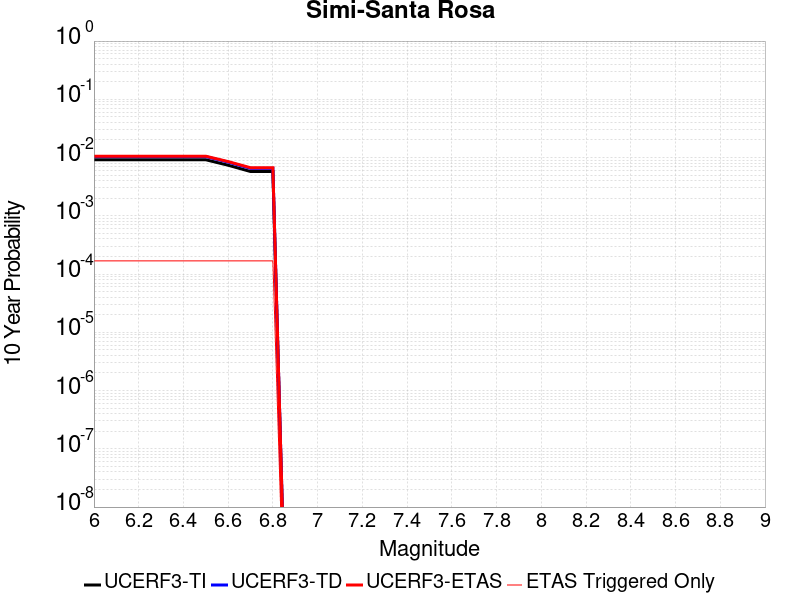 Simi-Santa Rosa
10 0
10 -1
10 -2
10 -3
10 -4
10 -5
10 -6
10 -7
10 -8
10 Year Probability
6 6.2 6.4 6.6 6.8 7 7.2 7.4 7.6 7.8 8 8.2 8.4 8.6 8.8 9
Magnitude
UCERF3-TI UCERF3-TD UCERF3-ETAS ETAS Triggered Only